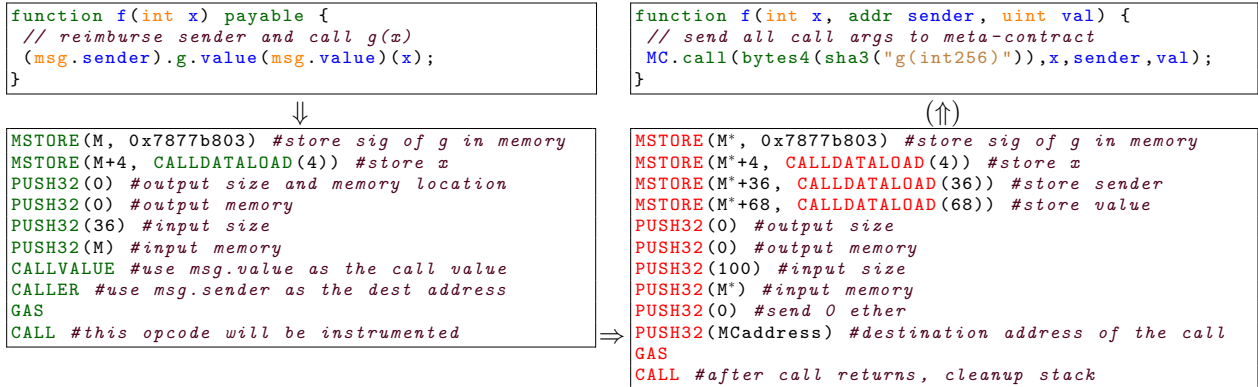 function f(int x) payable {
// reimburse sender and call g(x)
(msg.sender).g.value(msg.value)(x);
}
⇓
MSTORE(M, 0x7877b803) #store sig of g in memory
MSTORE(M+4, CALLDATALOAD(4)) #store x
PUSH32(0) #output size and memory location
PUSH32(0) #output memory
PUSH32(36) #input size
PUSH32(M) #input memory
CALLVALUE #use msg.value as the call value
CALLER #use msg.sender as the dest address
GAS
CALL #this opcode will be instrumented
⇒
function f(int x, addr sender, uint val) {
// send all call args to meta-contract
MC.call(bytes4(sha3("g(int256)")),x,sender,val);
}
(⇑)
MSTORE(M*, 0x7877b803) #store sig of g in memory
MSTORE(M*+4, CALLDATALOAD(4)) #store x
MSTORE(M*+36, CALLDATALOAD(36)) #store sender
MSTORE(M*+68, CALLDATALOAD(68)) #store value
PUSH32(0) #output size
PUSH32(0) #output memory
PUSH32(100) #input size
PUSH32(M*) #input memory
PUSH32(0) #send 0 ether
PUSH32(MCaddress) #destination address of the call
GAS
CALL #after call returns, cleanup stack